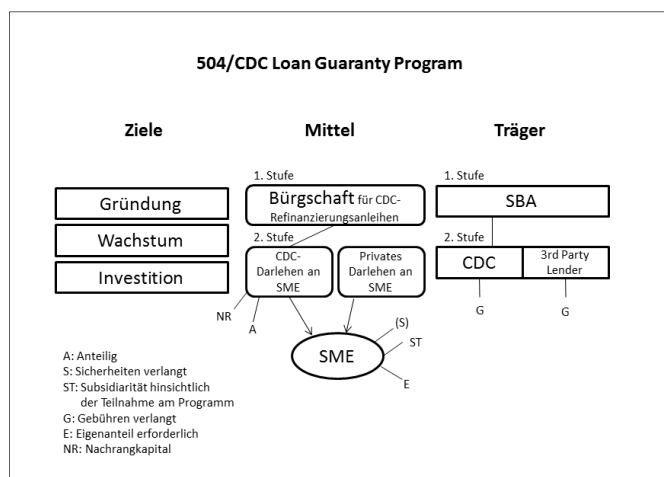 504/CDC Loan Guaranty Program
Ziele
Mittel
Träger
Gründung
Wachstum
Investition
1. Stufe
Bürgschaft für CDC-
Refinanzierungsanleihen
2. Stufe
CDC-
Darlehen an
SME
Privates
Darlehen an
SME
NR
A
(S)
ST
E
SME
1. Stufe
SBA
2. Stufe
CDC
3rd Party
Lender
G
G
A: Anteilig
S: Sicherheiten verlangt
ST: Subsidiarität hinsichtlich
der Teilnahme am Programm
G: Gebühren verlangt
E: Eigenanteil erforderlich
NR: Nachrangkapital